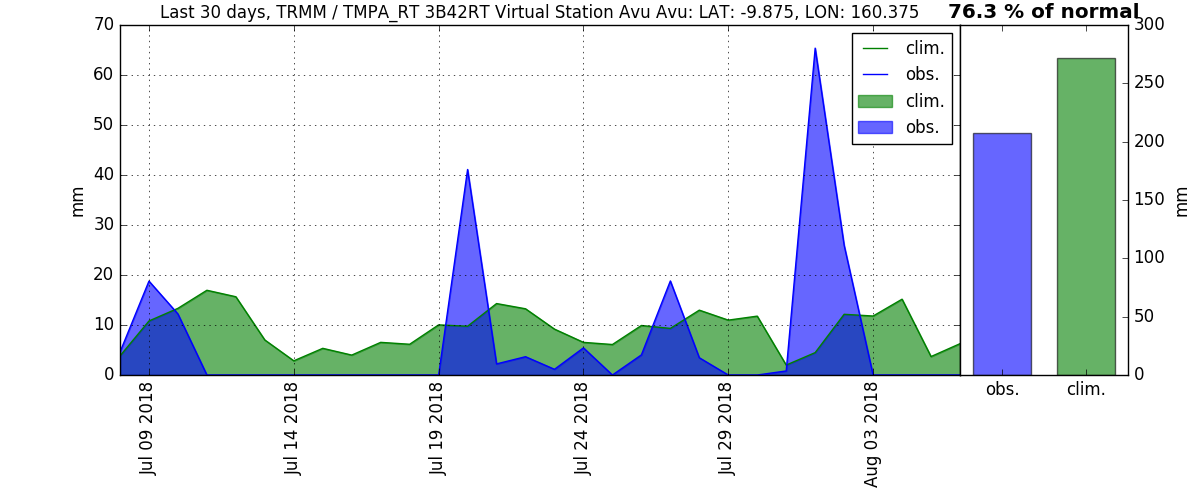 Last 30 days, TRMM / TMPA_RT 3B42RT Virtual Station Avu Avu: LAT: -9.875, LON: 160.375
76.3 % of normal
70
60
50
40
30
20
10
0
mm
clim.
obs.
clim.
obs.
Jul 09 2018
Jul 14 2018
Jul 19 2018
Jul 24 2018
Jul 29 2018
Aug 03 2018
300
250
200
150
100
50
0
mm
obs.
clim.